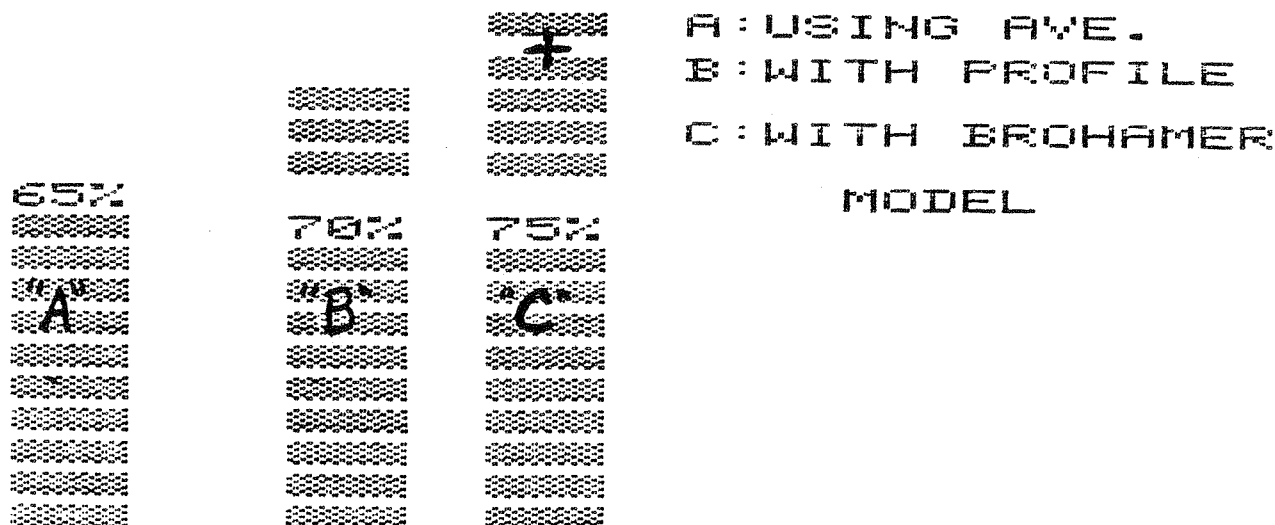 +
A:USING AVE.
B:WITH PROFILE
C:WITH BROHAMER
MODEL
65%
70%
75%
"A"
"B"
"C"